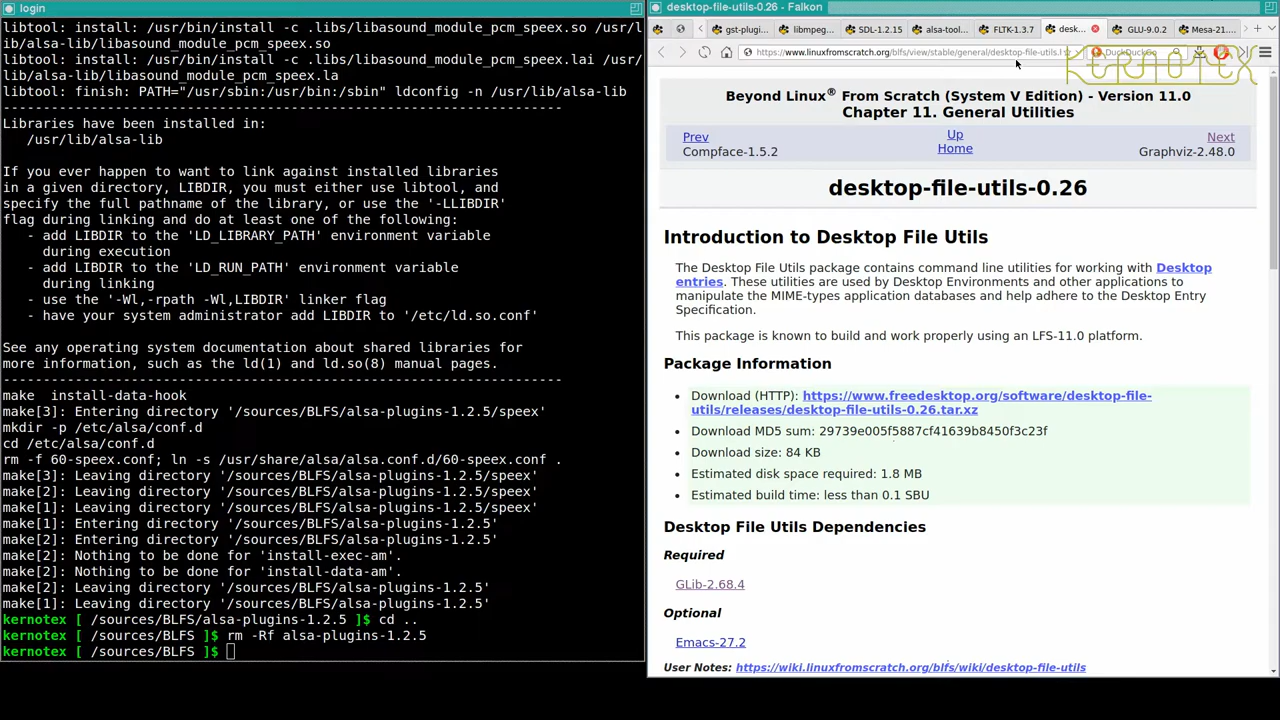 login
libtool: install: /usr/bin/install -c .libs/libasound_module_pcm_speex.so /usr/l
ib/alsa-lib/libasound_module_pcm_speex.so
libtool: install: /usr/bin/install -c .libs/libasound_module_pcm_speex.lai /usr/
lib/alsa-lib/libasound_module_pcm_speex.la
libtool: finish: PATH="/usr/sbin:/usr/bin:/sbin" ldconfig -n /usr/lib/alsa-lib
----------------------------------------------------------------------
Libraries have been installed in:
   /usr/lib/alsa-lib
If you ever happen to want to link against installed libraries
in a given directory, LIBDIR, you must either use libtool, and
specify the full pathname of the library, or use the '-LLIBDIR'
flag during linking and do at least one of the following:
   - add LIBDIR to the 'LD_LIBRARY_PATH' environment variable
     during execution
   - add LIBDIR to the 'LD_RUN_PATH' environment variable
     during linking
   - use the '-Wl,-rpath -Wl,LIBDIR' linker flag
   - have your system administrator add LIBDIR to '/etc/ld.so.conf'
See any operating system documentation about shared libraries for
more information, such as the ld(1) and ld.so(8) manual pages.
----------------------------------------------------------------------
make  install-data-hook
make[3]: Entering directory '/sources/BLFS/alsa-plugins-1.2.5/speex'
mkdir -p /etc/alsa/conf.d
cd /etc/alsa/conf.d
rm -f 60-speex.conf; ln -s /usr/share/alsa/alsa.conf.d/60-speex.conf .
make[3]: Leaving directory '/sources/BLFS/alsa-plugins-1.2.5/speex'
make[2]: Leaving directory '/sources/BLFS/alsa-plugins-1.2.5/speex'
make[1]: Leaving directory '/sources/BLFS/alsa-plugins-1.2.5/speex'
make[1]: Entering directory '/sources/BLFS/alsa-plugins-1.2.5'
make[2]: Entering directory '/sources/BLFS/alsa-plugins-1.2.5'
make[2]: Nothing to be done for 'install-exec-am'.
make[2]: Nothing to be done for 'install-data-am'.
make[2]: Leaving directory '/sources/BLFS/alsa-plugins-1.2.5'
make[1]: Leaving directory '/sources/BLFS/alsa-plugins-1.2.5'
kernotex [ /sources/BLFS/alsa-plugins-1.2.5 ]$ cd ..
kernotex [ /sources/BLFS ]$ rm -Rf alsa-plugins-1.2.5
kernotex [ /sources/BLFS ]$
desktop-file-utils-0.26 - Falkon
gst-plugi... libmpeg... SDL-1.2.15 alsa-tool... FLTK-1.3.7 desk... GLU-9.0.2 Mesa-21....
https://www.linuxfromscratch.org/blfs/view/stable/general/desktop-file-utils.h DuckDuckGo
KERNOTEX
Beyond Linux® From Scratch (System V Edition) - Version 11.0
Chapter 11. General Utilities
Prev Up Next
Compface-1.5.2 Home Graphviz-2.48.0
desktop-file-utils-0.26
Introduction to Desktop File Utils
The Desktop File Utils package contains command line utilities for working with Desktop
entries. These utilities are used by Desktop Environments and other applications to
manipulate the MIME-types application databases and help adhere to the Desktop Entry
Specification.
This package is known to build and work properly using an LFS-11.0 platform.
Package Information
• Download (HTTP): https://www.freedesktop.org/software/desktop-file-
utils/releases/desktop-file-utils-0.26.tar.xz
• Download MD5 sum: 29739e005f5887cf41639b8450f3c23f
• Download size: 84 KB
• Estimated disk space required: 1.8 MB
• Estimated build time: less than 0.1 SBU
Desktop File Utils Dependencies
Required
GLib-2.68.4
Optional
Emacs-27.2
User Notes: https://wiki.linuxfromscratch.org/blfs/wiki/desktop-file-utils